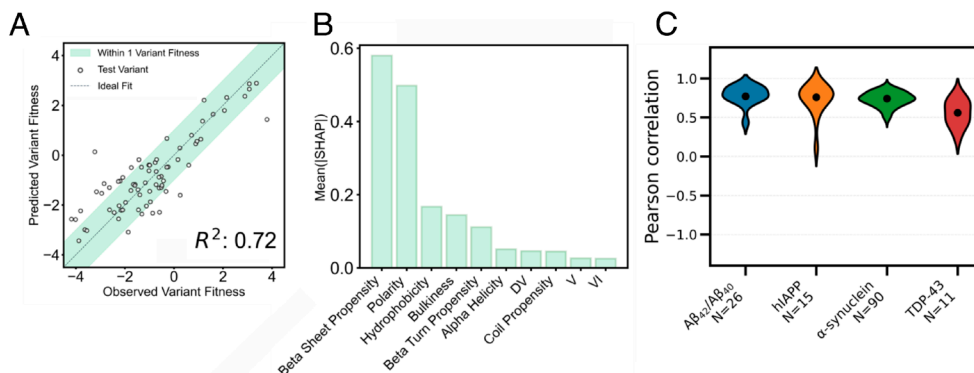 A
4
2
0
−2
−4
Predicted Variant Fitness
Within 1 Variant Fitness
Test Variant
Ideal Fit
R²: 0.72
−4 −2 0 2 4
Observed Variant Fitness
B
0.6
0.4
0.2
0.0
Mean(|SHAP|)
Beta Sheet Propensity
Polarity
Hydrophobicity
Bulkiness
Beta Turn Propensity
Alpha Helicity
DV
Coil Propensity
V
VI
C
1.0
0.5
0.0
−0.5
−1.0
Pearson correlation
Aβ₄₂/Aβ₄₀
N=26
hIAPP
N=15
α-synuclein
N=90
TDP-43
N=11